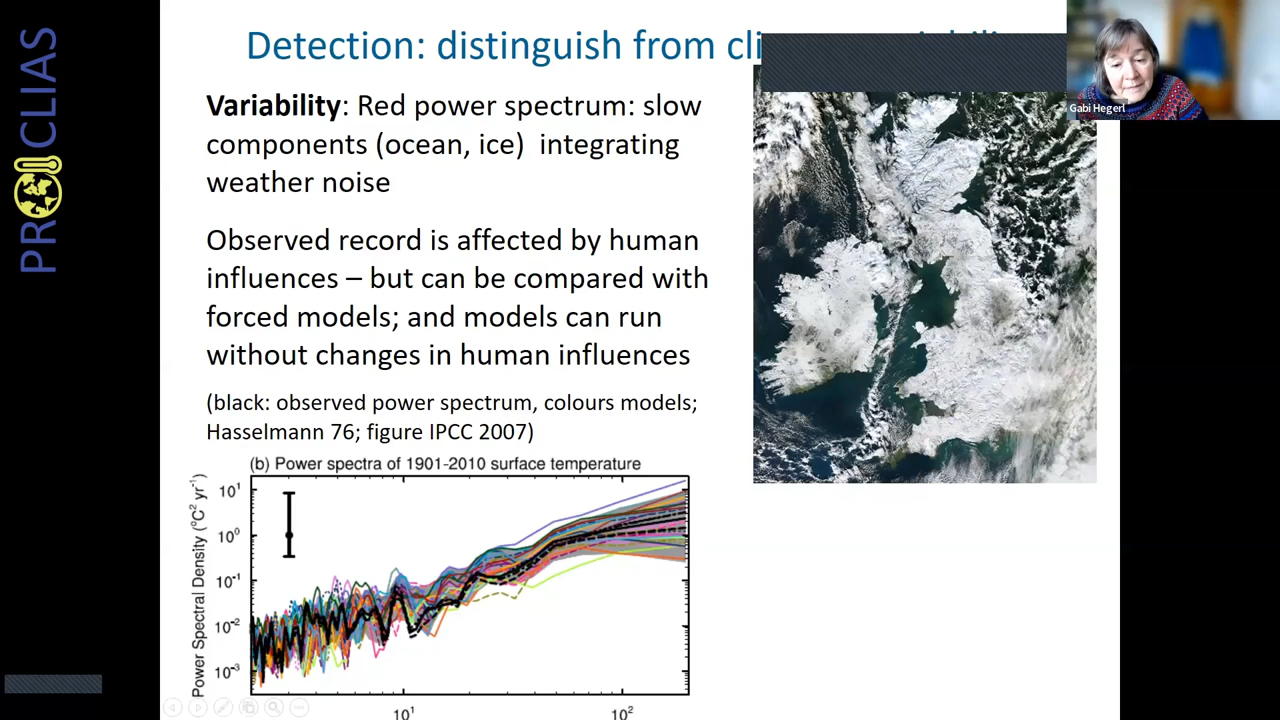 PROCLIAS
Detection: distinguish from
Gabi Hegerl
Variability: Red power spectrum: slow
components (ocean, ice) integrating
weather noise
Observed record is affected by human
influences – but can be compared with
forced models; and models can run
without changes in human influences
(black: observed power spectrum, colours models;
Hasselmann 76; figure IPCC 2007)
(b) Power spectra of 1901-2010 surface temperature
Power Spectral Density (°C² yr⁻¹)
10¹
10⁰
10⁻¹
10⁻²
10⁻³
10¹ 10²